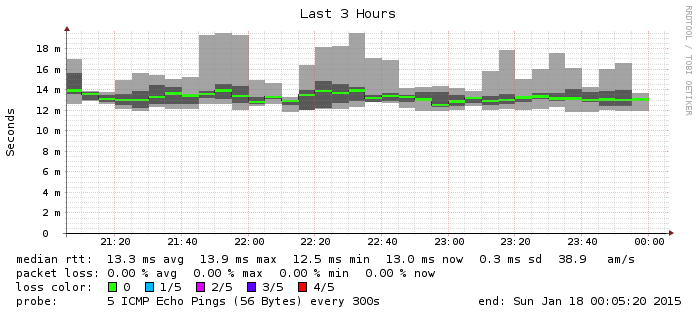 Last 3 Hours
RRDTOOL / TOBI OETIKER
Seconds
18 m
16 m
14 m
12 m
10 m
8 m
6 m
4 m
2 m
0
21:20 21:40 22:00 22:20 22:40 23:00 23:20 23:40 00:00
median rtt: 13.3 ms avg 13.9 ms max 12.5 ms min 13.0 ms now 0.3 ms sd 38.9 am/s
packet loss: 0.00 % avg 0.00 % max 0.00 % min 0.00 % now
loss color: 0 1/5 2/5 3/5 4/5
probe: 5 ICMP Echo Pings (56 Bytes) every 300s end: Sun Jan 18 00:05:20 2015